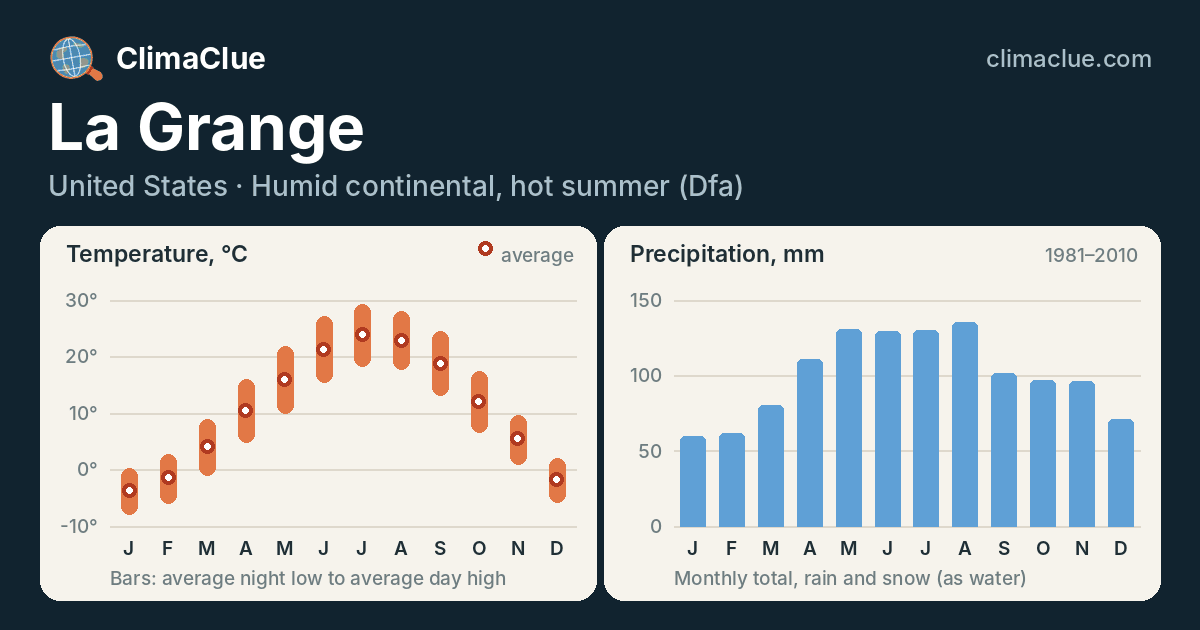 ClimaClue
climaclue.com
La Grange
United States · Humid continental, hot summer (Dfa)
Temperature, °C
average
30°
20°
10°
0°
-10°
J F M A M J J A S O N D
Bars: average night low to average day high
Precipitation, mm
1981–2010
150
100
50
0
J F M A M J J A S O N D
Monthly total, rain and snow (as water)